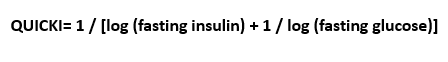 QUICKI= 1 / [log (fasting insulin) + 1 / log (fasting glucose)]